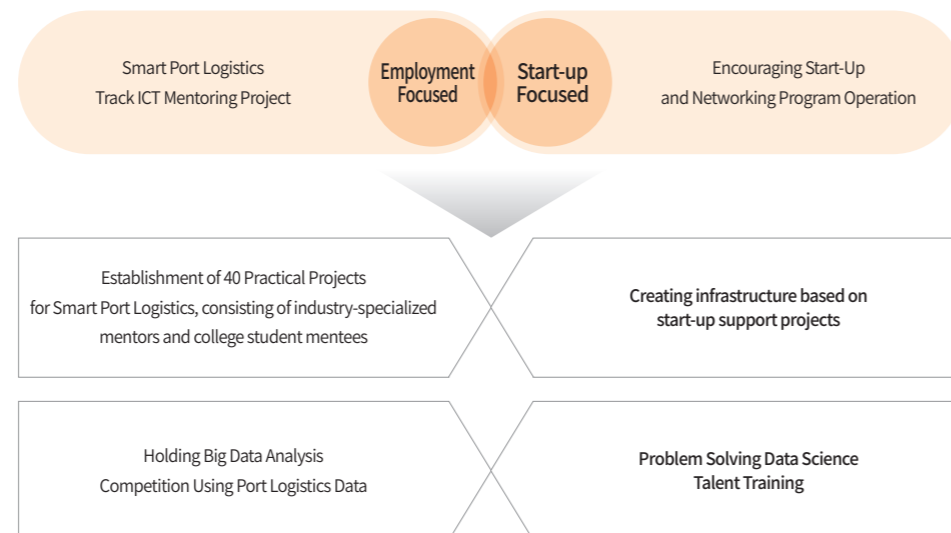 Smart Port Logistics
Track ICT Mentoring Project
Employment
Focused
Start-up
Focused
Encouraging Start-Up
and Networking Program Operation
Establishment of 40 Practical Projects
for Smart Port Logistics, consisting of industry-specialized
mentors and college student mentees
Creating infrastructure based on
start-up support projects
Holding Big Data Analysis
Competition Using Port Logistics Data
Problem Solving Data Science
Talent Training